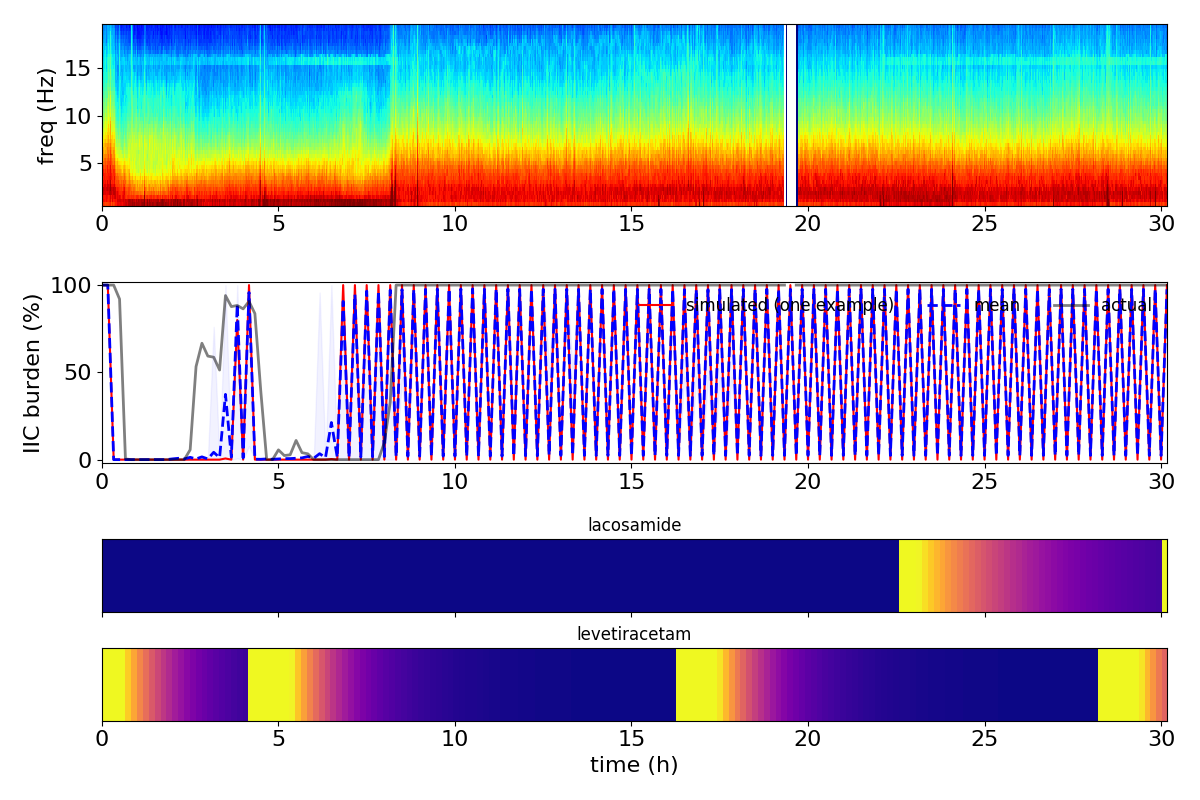 freq (Hz)
15
10
5
0 5 10 15 20 25 30
IIC burden (%)
100
50
0
simulated (one example) mean actual
0 5 10 15 20 25 30
lacosamide
levetiracetam
0 5 10 15 20 25 30
time (h)